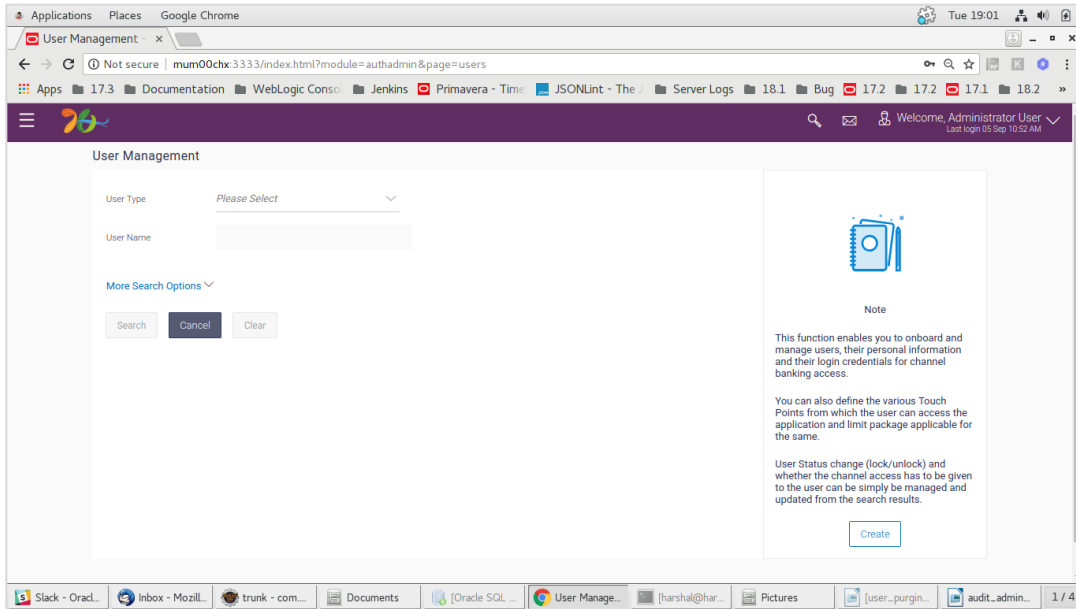 Applications Places Google Chrome Tue 19:01
User Management - ×
Not secure | mum00chx:3333/index.html?module=authadmin&page=users
Apps 17.3 Documentation WebLogic Consol Jenkins Primavera - Time JSONLint - The J Server Logs 18.1 Bug 17.2 17.2 17.1 18.2 »
Welcome, Administrator User
Last login 05 Sep 10:52 AM
User Management
User Type Please Select
User Name
More Search Options
Search Cancel Clear
Note
This function enables you to onboard and
manage users, their personal information
and their login credentials for channel
banking access.
You can also define the various Touch
Points from which the user can access the
application and limit package applicable for
the same.
User Status change (lock/unlock) and
whether the channel access has to be given
to the user can be simply be managed and
updated from the search results.
Create
Slack - Oracl... Inbox - Mozill... trunk - com.... Documents [Oracle SQL ... User Manage... [harshal@har... Pictures [user_purgin... audit_admin... 1 / 4